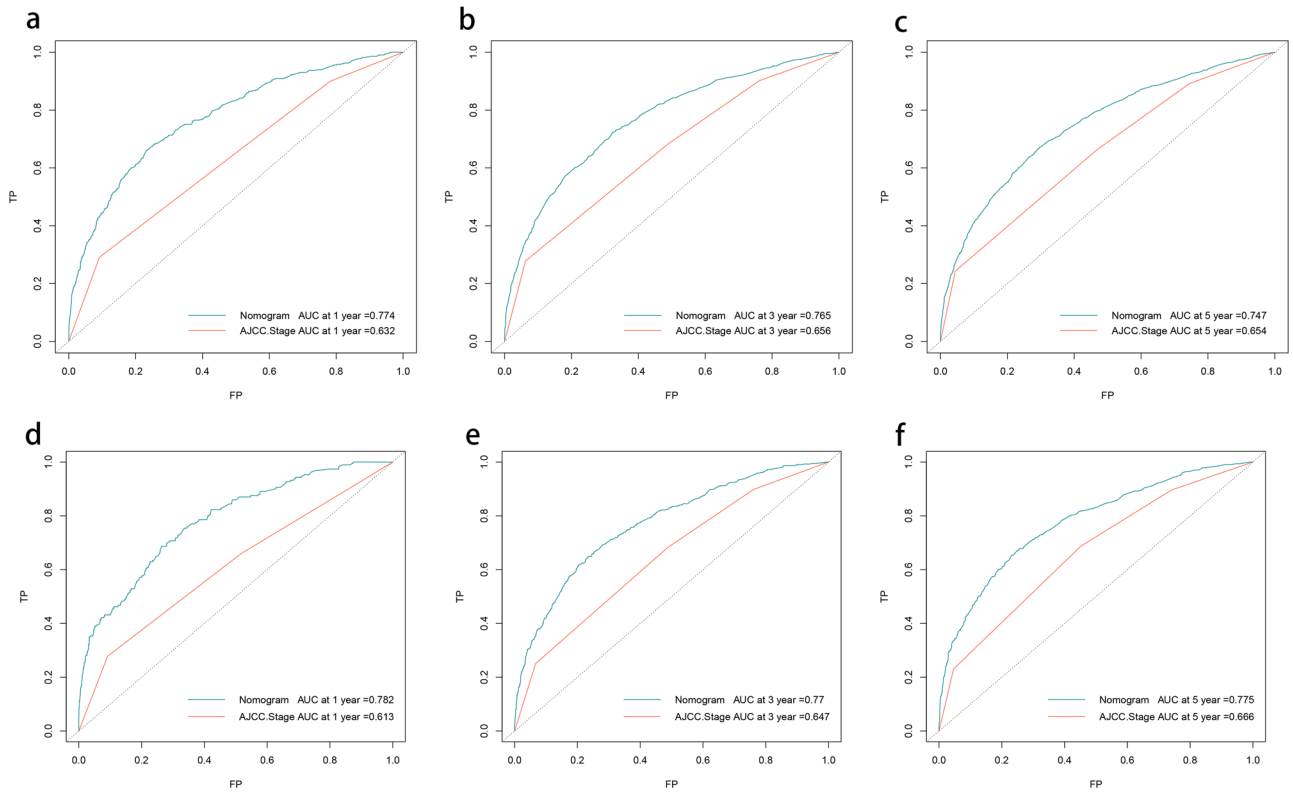 a
1.0
0.8
0.6
0.4
0.2
0.0
TP
Nomogram AUC at 1 year =0.774
AJCC.Stage AUC at 1 year =0.632
0.0 0.2 0.4 0.6 0.8 1.0
FP
b
1.0
0.8
0.6
0.4
0.2
0.0
TP
Nomogram AUC at 3 year =0.765
AJCC.Stage AUC at 3 year =0.656
0.0 0.2 0.4 0.6 0.8 1.0
FP
c
1.0
0.8
0.6
0.4
0.2
0.0
TP
Nomogram AUC at 5 year =0.747
AJCC.Stage AUC at 5 year =0.654
0.0 0.2 0.4 0.6 0.8 1.0
FP
d
1.0
0.8
0.6
0.4
0.2
0.0
TP
Nomogram AUC at 1 year =0.782
AJCC.Stage AUC at 1 year =0.613
0.0 0.2 0.4 0.6 0.8 1.0
FP
e
1.0
0.8
0.6
0.4
0.2
0.0
TP
Nomogram AUC at 3 year =0.77
AJCC.Stage AUC at 3 year =0.647
0.0 0.2 0.4 0.6 0.8 1.0
FP
f
1.0
0.8
0.6
0.4
0.2
0.0
TP
Nomogram AUC at 5 year =0.775
AJCC.Stage AUC at 5 year =0.666
0.0 0.2 0.4 0.6 0.8 1.0
FP